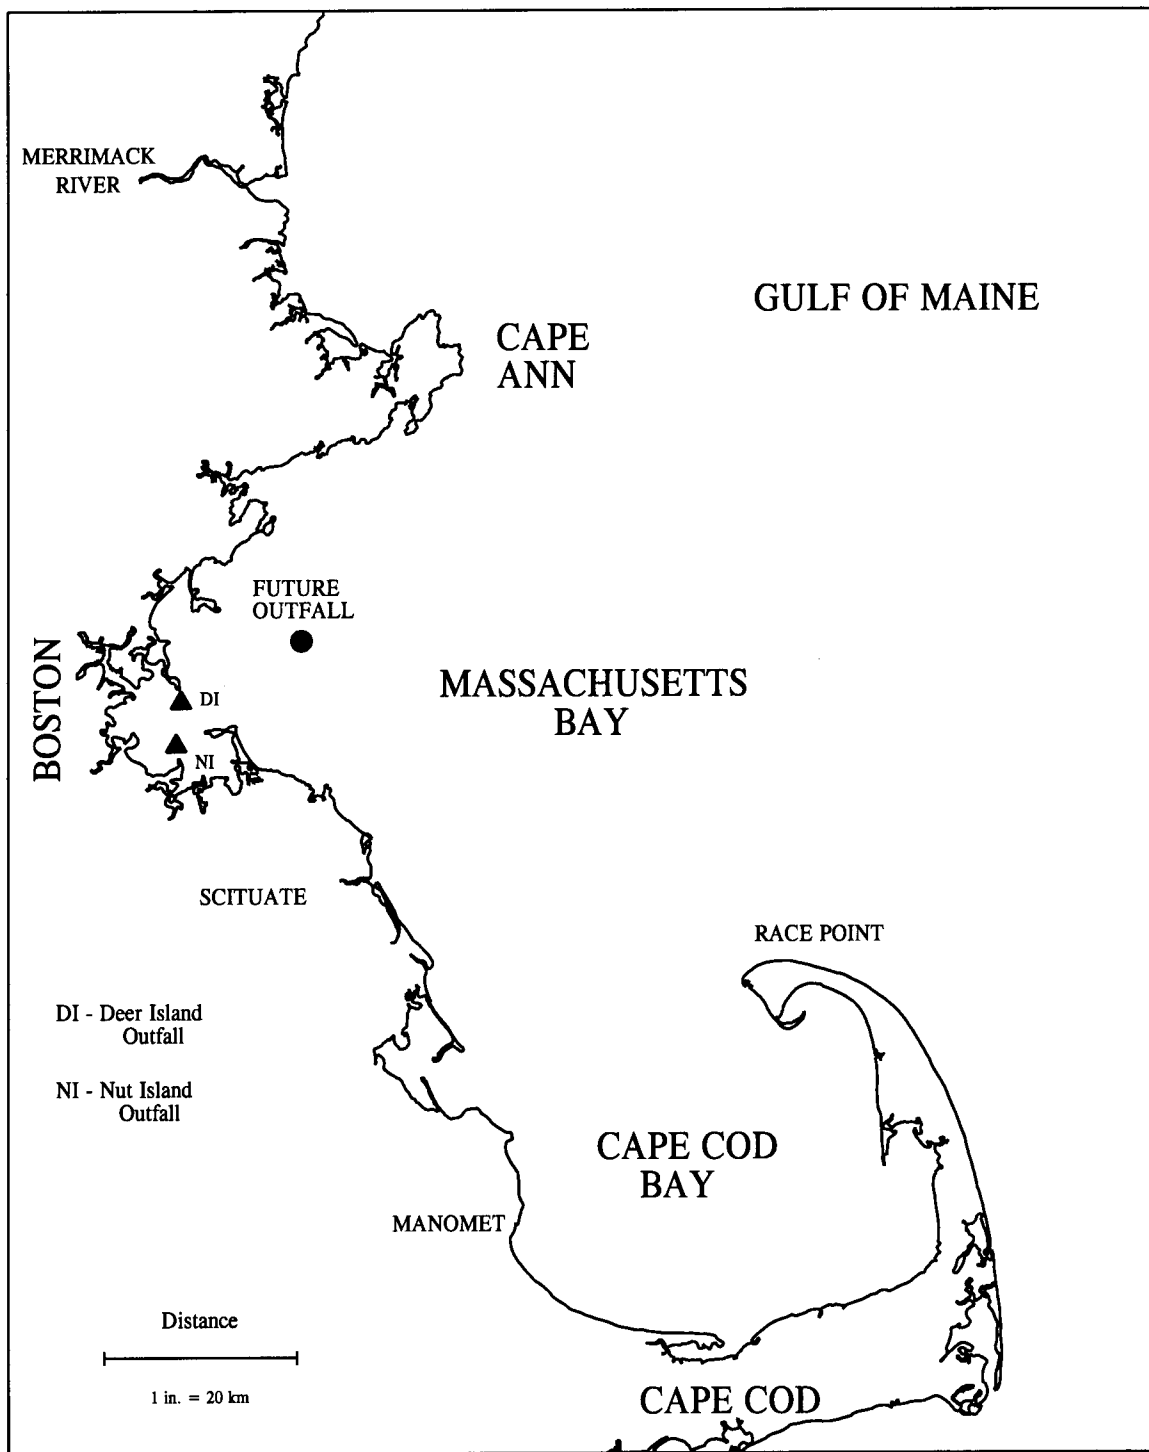 MERRIMACK
RIVER
GULF OF MAINE
CAPE
ANN
FUTURE
OUTFALL
BOSTON
DI
MASSACHUSETTS
BAY
NI
SCITUATE
RACE POINT
DI - Deer Island
Outfall
NI - Nut Island
Outfall
CAPE COD
BAY
MANOMET
Distance
1 in. = 20 km
CAPE COD